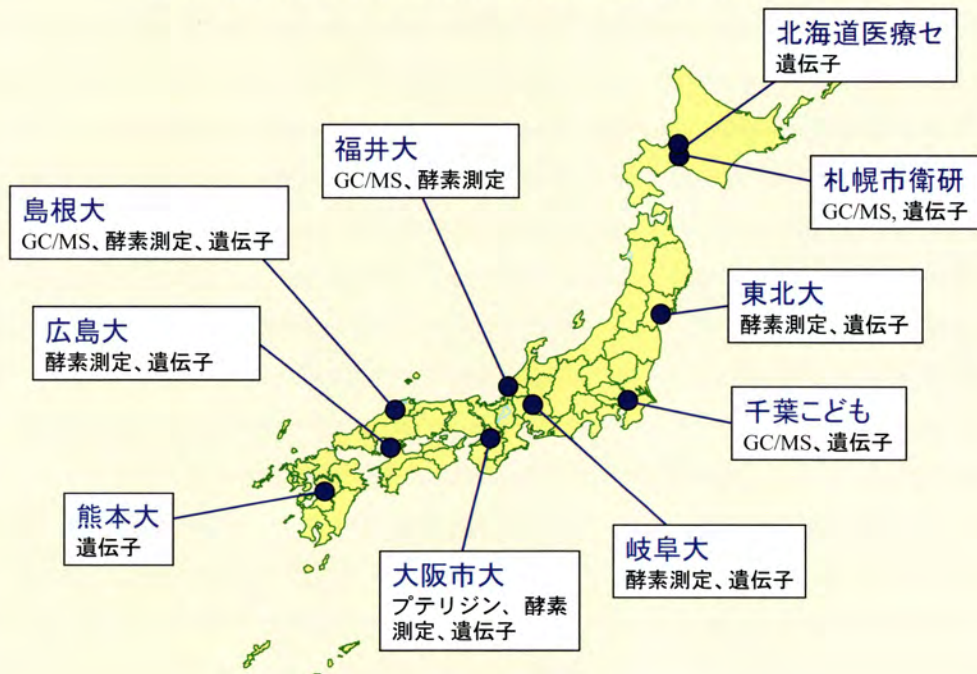 北海道医療セ
遺伝子
福井大
GC/MS、酵素測定
札幌市衛研
GC/MS, 遺伝子
島根大
GC/MS、酵素測定、遺伝子
東北大
酵素測定、遺伝子
広島大
酵素測定、遺伝子
千葉こども
GC/MS、遺伝子
熊本大
遺伝子
大阪市大
プテリジン、酵素
測定、遺伝子
岐阜大
酵素測定、遺伝子